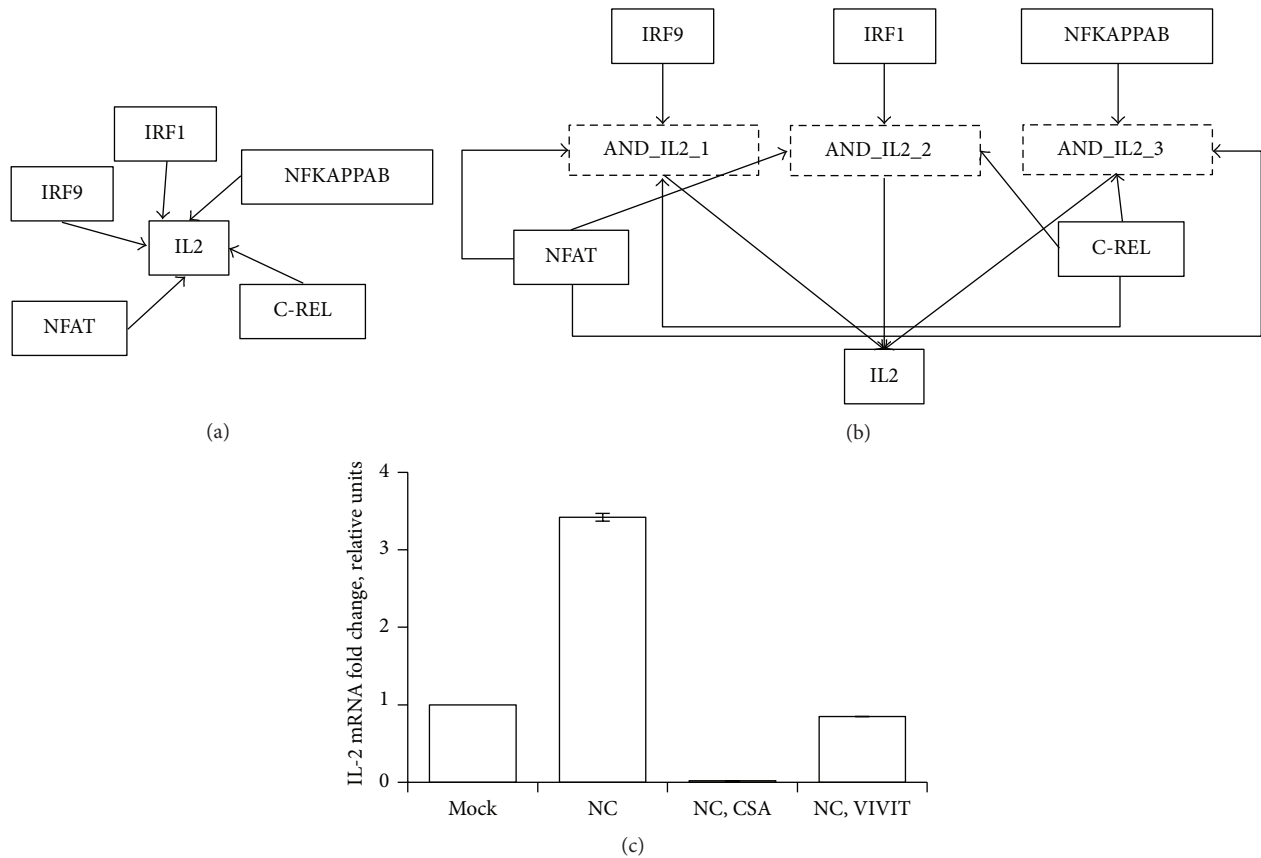 IRF1
IRF9
NFKAPPAB
IL2
NFAT
C-REL
(a)
IRF9
IRF1
NFKAPPAB
AND_IL2_1
AND_IL2_2
AND_IL2_3
NFAT
C-REL
IL2
(b)
IL-2 mRNA fold change, relative units
4
3
2
1
0
Mock
NC
NC, CSA
NC, VIVIT
(c)